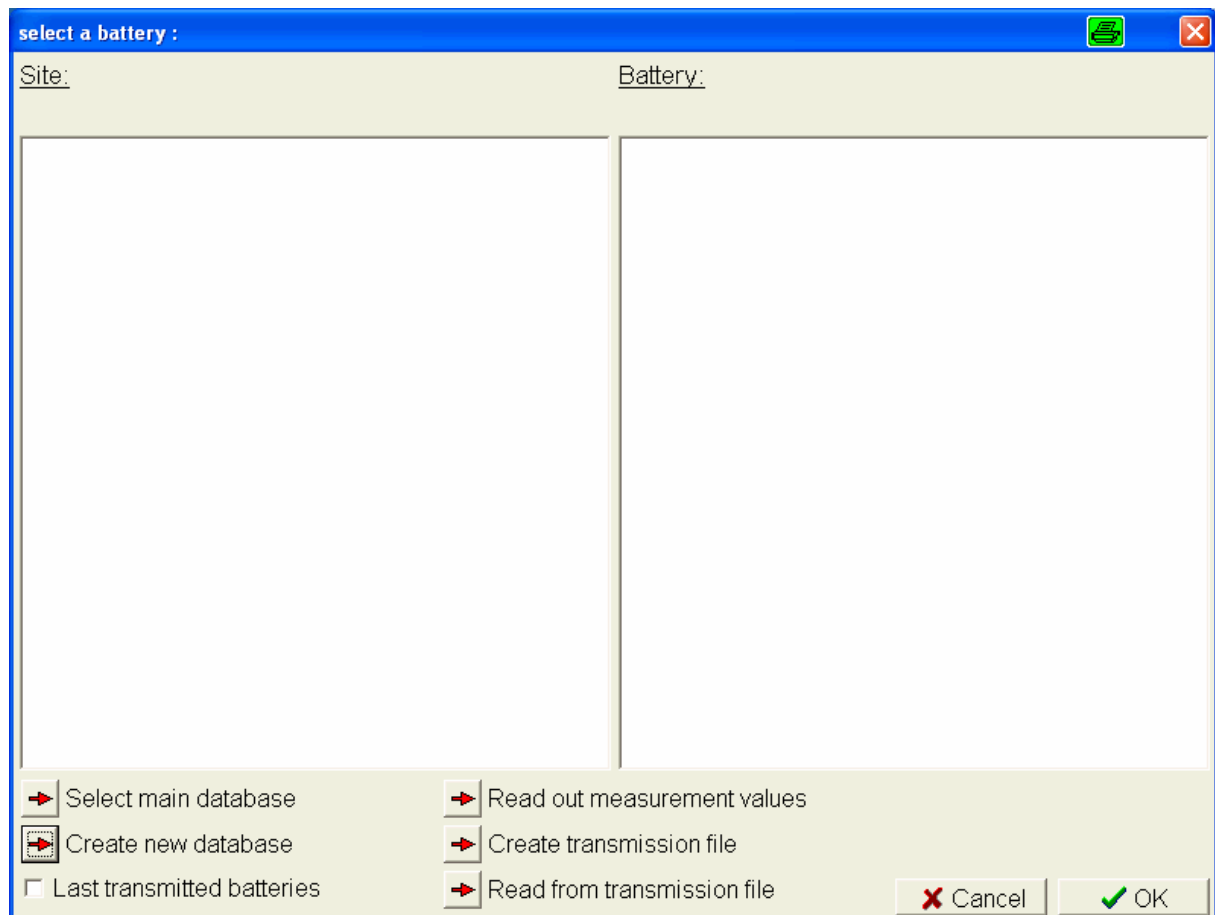 select a battery :
Site:
Battery:
Select main database
Read out measurement values
Create new database
Create transmission file
Last transmitted batteries
Read from transmission file
Cancel
OK